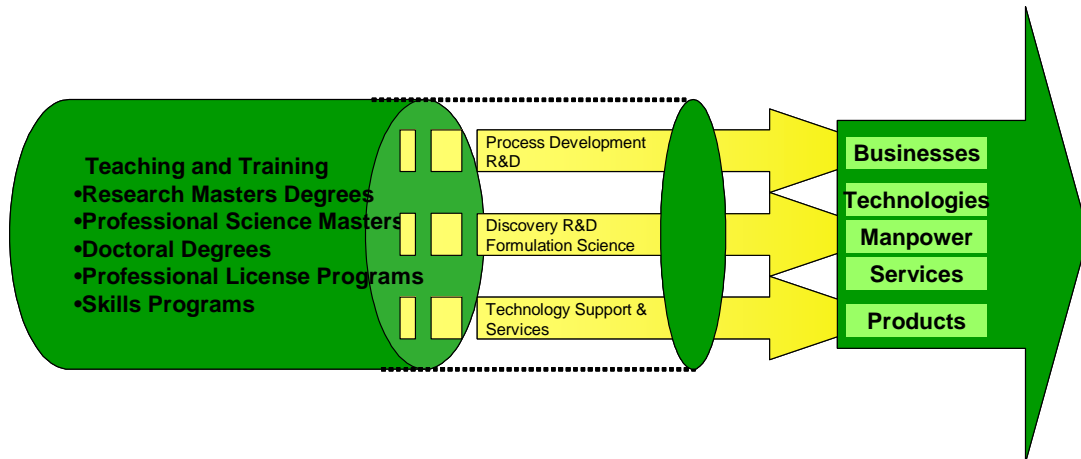 Teaching and Training
•Research Masters Degrees
•Professional Science Masters
•Doctoral Degrees
•Professional License Programs
•Skills Programs
Process Development
R&D
Discovery R&D
Formulation Science
Technology Support &
Services
Businesses
Technologies
Manpower
Services
Products